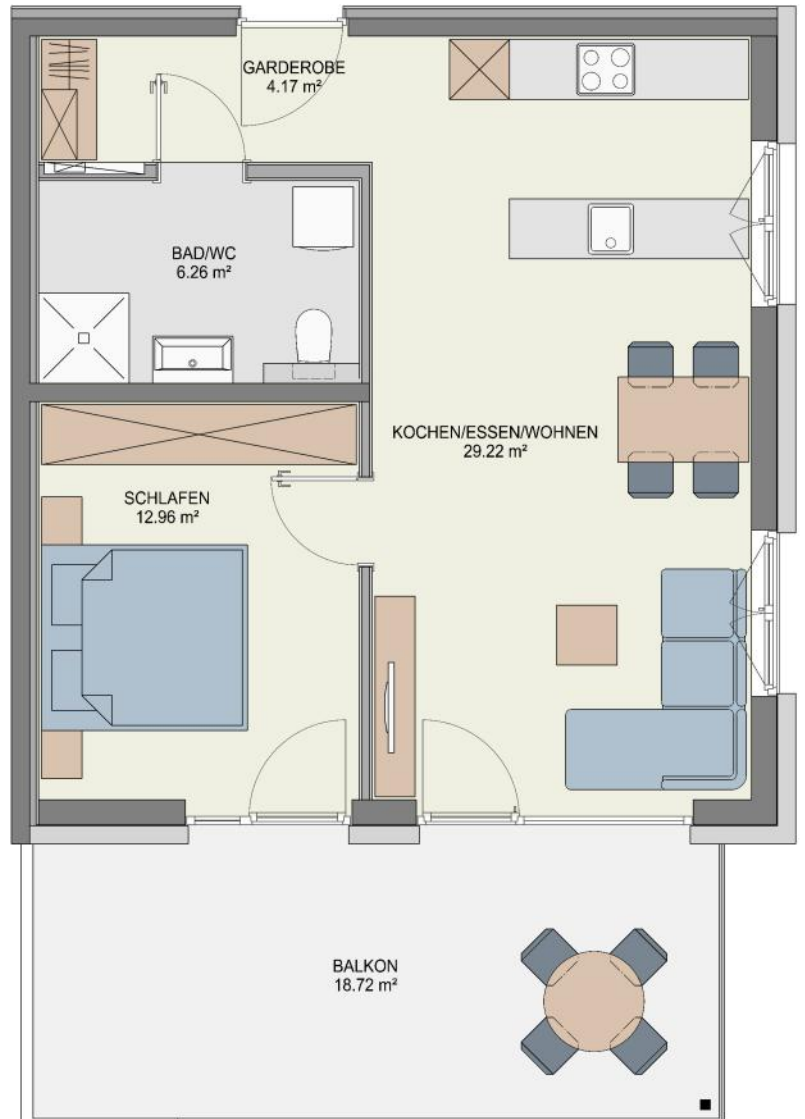 GARDEROBE
4.17 m²
BAD/WC
6.26 m²
KOCHEN/ESSEN/WOHNEN
29.22 m²
SCHLAFEN
12.96 m²
BALKON
18.72 m²